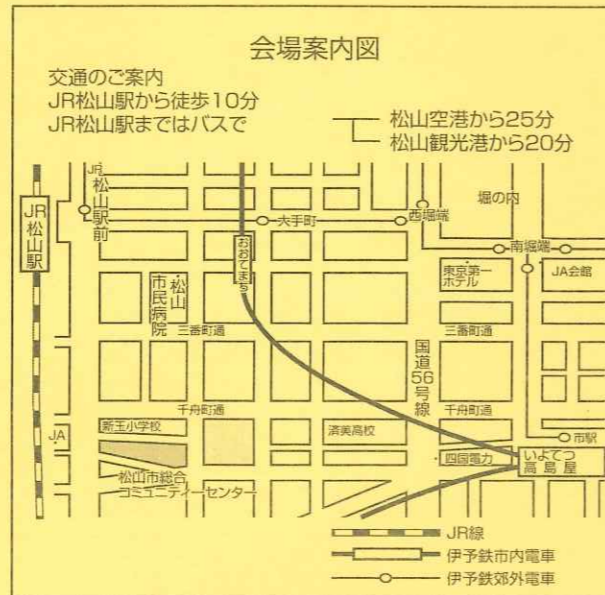 会場案内図
交通のご案内
JR松山駅から徒歩10分
JR松山駅まではバスで
松山空港から25分
松山観光港から20分
JR松山駅
JR松山駅前
大手町
西堀端
堀の内
おおてまち
南堀端
東京第一
ホテル
JA会館
松山
市民病院
三番町通
三番町通
国道56号線
千舟町通
千舟町通
新玉小学校
済美高校
市駅
JA
四国電力
いよてつ
高島屋
松山市総合
コミュニティーセンター
JR線
伊予鉄市内電車
伊予鉄郊外電車